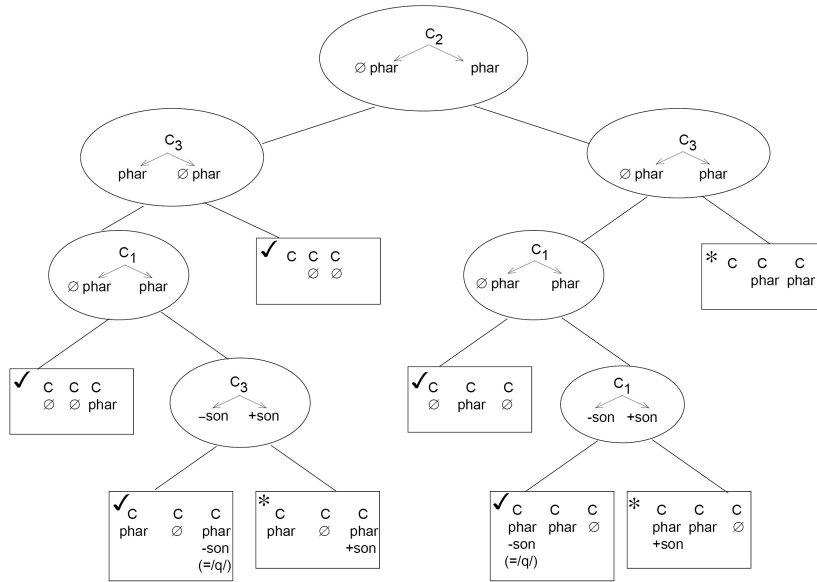 C2
∅ phar phar
C3
phar ∅ phar
C3
∅ phar phar
C1
∅ phar phar
✓ C C C
∅ ∅
C1
∅ phar phar
* C C C
phar phar
✓ C C C
∅ ∅ phar
C3
–son +son
✓ C C C
∅ phar ∅
C1
-son +son
✓ C C C
phar ∅ phar
-son
(=/q/)
* C C C
phar ∅ phar
+son
✓ C C C
phar phar ∅
-son
(=/q/)
* C C C
phar phar ∅
+son